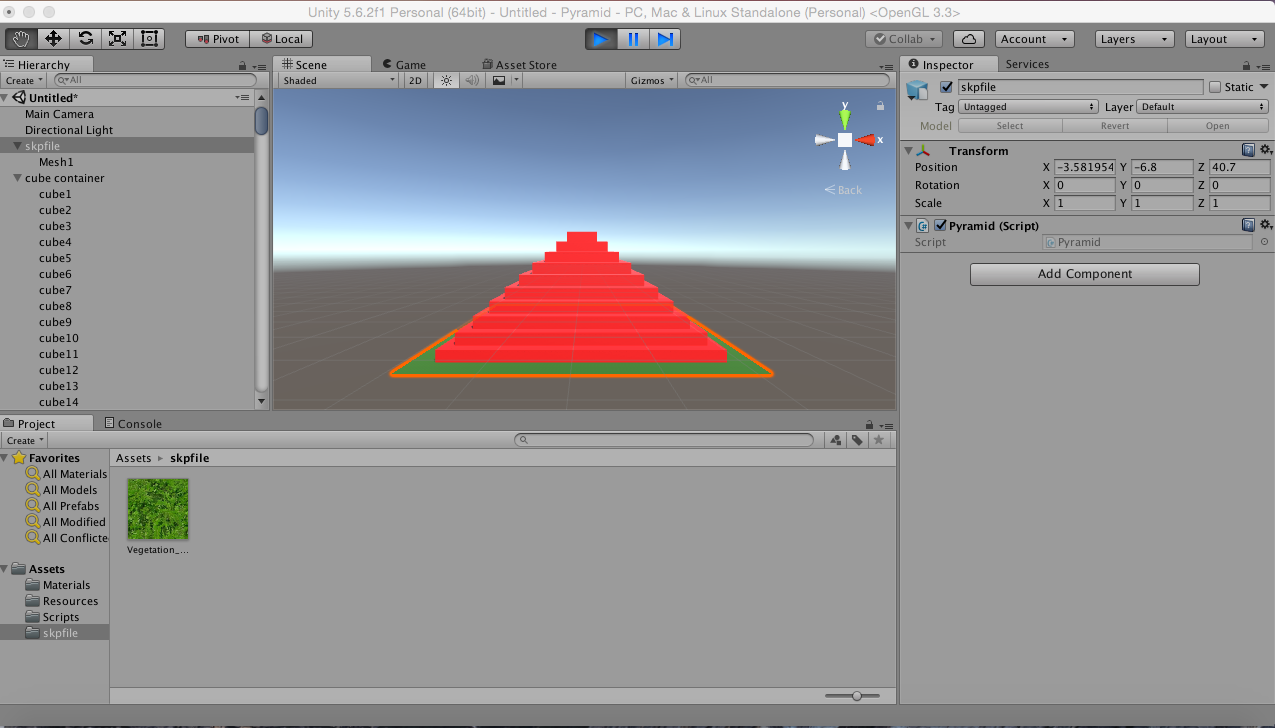 Unity 5.6.2f1 Personal (64bit) - Untitled - Pyramid - PC, Mac & Linux Standalone (Personal) <OpenGL 3.3>
Pivot Local Collab Account Layers Layout
Hierarchy
Create All
Untitled*
Main Camera
Directional Light
skpfile
Mesh1
cube container
cube1
cube2
cube3
cube4
cube5
cube6
cube7
cube8
cube9
cube10
cube11
cube12
cube13
cube14
Scene Game Asset Store
Shaded 2D Gizmos All
y
x
Back
Inspector Services
skpfile Static
Tag Untagged Layer Default
Model Select Revert Open
Transform
Position X -3.581954 Y -6.8 Z 40.7
Rotation X 0 Y 0 Z 0
Scale X 1 Y 1 Z 1
Pyramid (Script)
Script Pyramid
Add Component
Project Console
Create
Favorites
All Materials
All Models
All Prefabs
All Modified
All Conflicte
Assets
Materials
Resources
Scripts
skpfile
Assets skpfile
Vegetation_...